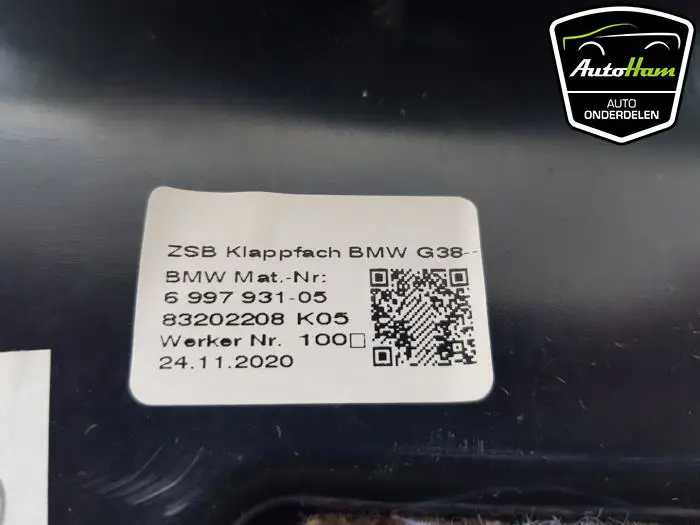 AutoHam
AUTO
ONDERDELEN
ZSB Klappfach BMW G38--
BMW Mat.-Nr:
6 997 931-05
83202208 K05
Werker Nr. 100□
24.11.2020